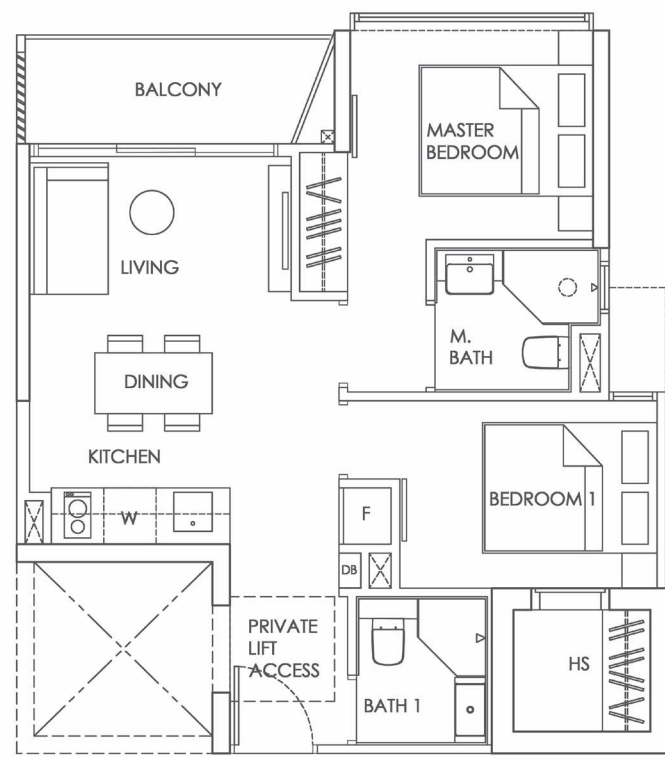 BALCONY
MASTER
BEDROOM
LIVING
M.
BATH
DINING
KITCHEN
BEDROOM 1
W
F
DB
PRIVATE
LIFT
ACCESS
HS
BATH 1